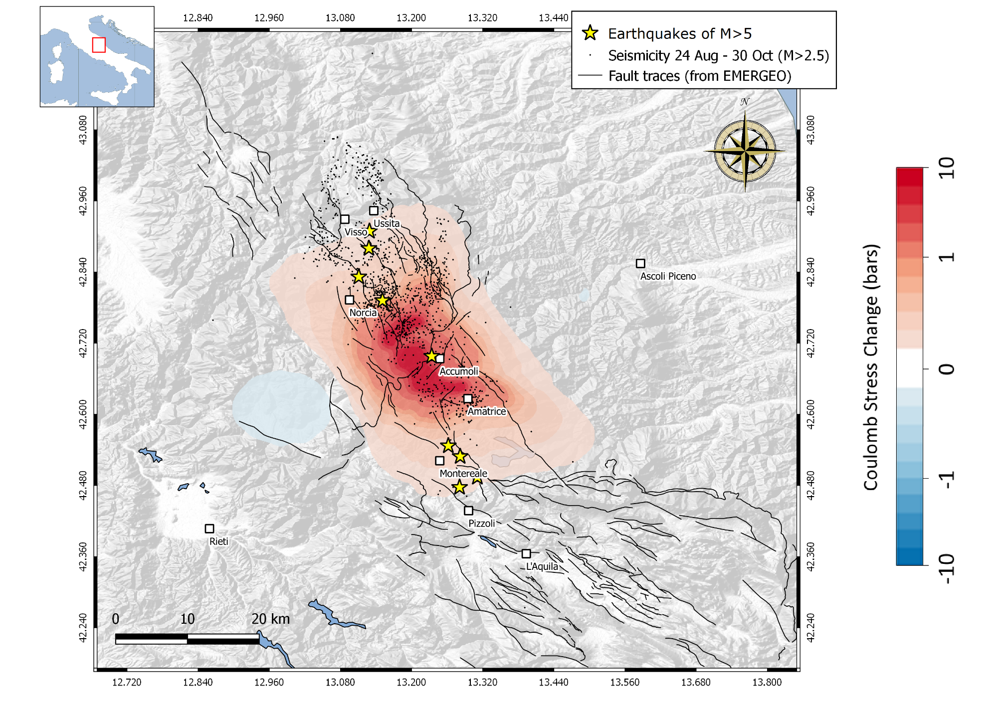 12.840 12.960 13.080 13.200 13.320 13.440
Earthquakes of M>5
Seismicity 24 Aug - 30 Oct (M>2.5)
Fault traces (from EMERGEO)
N
43.080
42.960
42.840
42.720
42.600
42.480
42.360
42.240
43.080
42.960
42.840
42.720
42.600
42.480
42.360
42.240
Ussita
Visso
Ascoli Piceno
Norcia
Accumoli
Amatrice
Montereale
Pizzoli
Rieti
L'Aquila
0 10 20 km
12.720 12.840 12.960 13.080 13.200 13.320 13.440 13.560 13.680 13.800
Coulomb Stress Change (bars)
10
1
0
-1
-10